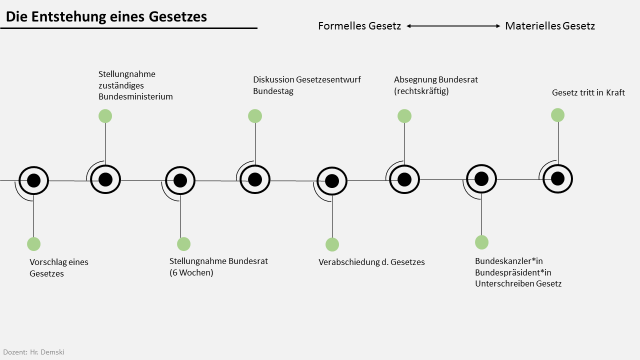 Die Entstehung eines Gesetzes
Formelles Gesetz
Materielles Gesetz
Stellungnahme
zuständiges
Bundesministerium
Diskussion Gesetzesentwurf
Bundestag
Absegnung Bundesrat
(rechtskräftig)
Gesetz tritt in Kraft
Vorschlag eines
Gesetzes
Stellungnahme Bundesrat
(6 Wochen)
Verabschiedung d. Gesetzes
Bundeskanzler*in
Bundespräsident*in
Unterschreiben Gesetz
Dozent: Hr. Demski